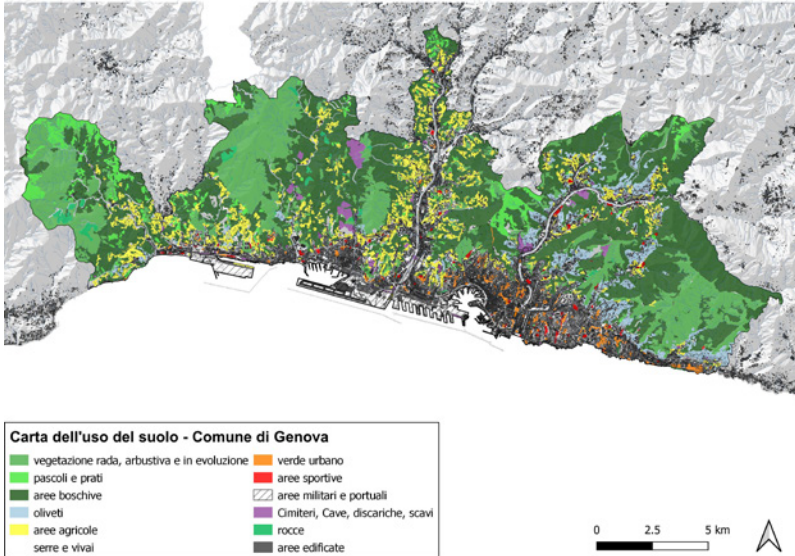 Carta dell'uso del suolo - Comune di Genova
vegetazione rada, arbustiva e in evoluzione
pascoli e prati
aree boschive
oliveti
aree agricole
serre e vivai
verde urbano
aree sportive
aree militari e portuali
Cimiteri, Cave, discariche, scavi
rocce
aree edificate
0 2.5 5 km